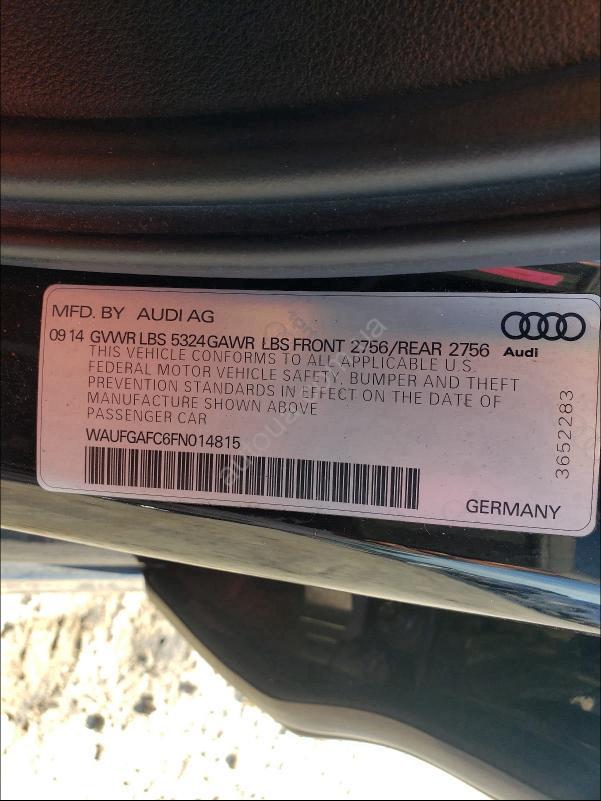 MFD. BY AUDI AG
09 14 GVWR LBS 5324 GAWR LBS FRONT 2756/REAR 2756
Audi
THIS VEHICLE CONFORMS TO ALL APPLICABLE U.S.
FEDERAL MOTOR VEHICLE SAFETY, BUMPER AND THEFT
PREVENTION STANDARDS IN EFFECT ON THE DATE OF
MANUFACTURE SHOWN ABOVE
PASSENGER CAR
WAUFGAFC6FN014815
3652283
GERMANY